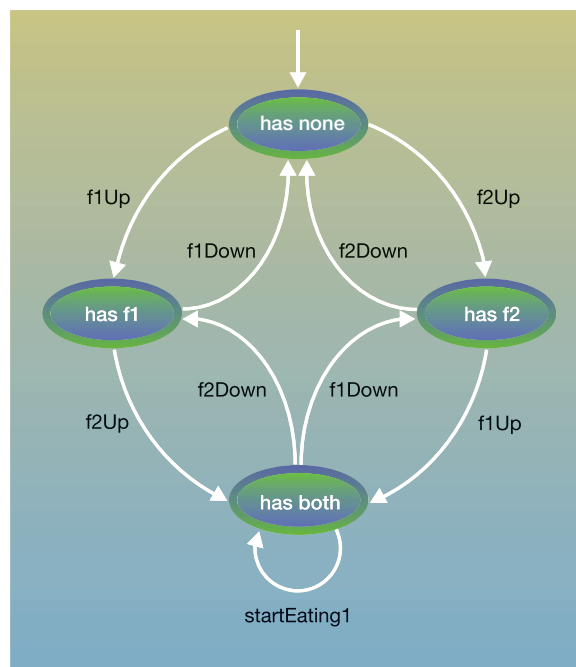 has none
f1Up
f2Up
f1Down
f2Down
has f1
has f2
f2Down
f1Down
f2Up
f1Up
has both
startEating1